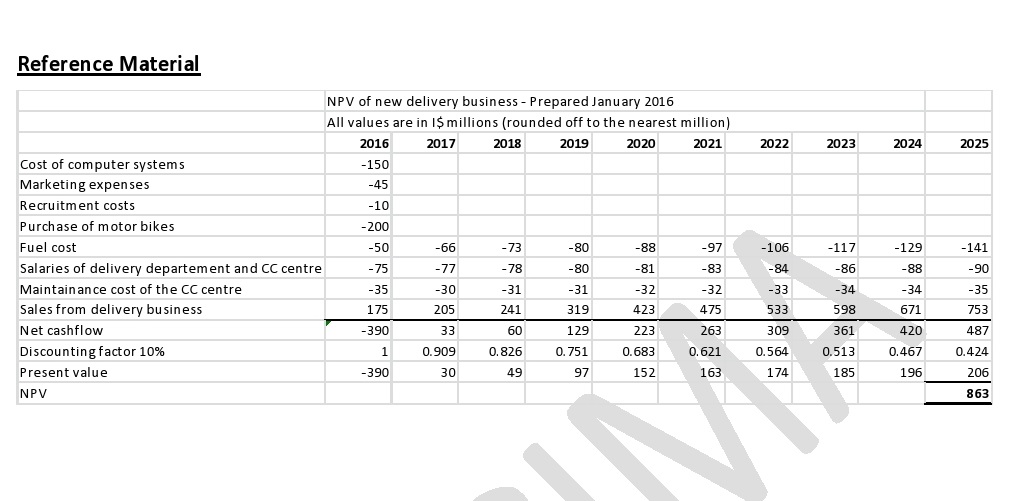 Reference Material
NPV of new delivery business - Prepared January 2016
All values are in I$ millions (rounded off to the nearest million)
2016 2017 2018 2019 2020 2021 2022 2023 2024 2025
Cost of computer systems -150
Marketing expenses -45
Recruitment costs -10
Purchase of motor bikes -200
Fuel cost -50 -66 -73 -80 -88 -97 -106 -117 -129 -141
Salaries of delivery departement and CC centre -75 -77 -78 -80 -81 -83 -84 -86 -88 -90
Maintainance cost of the CC centre -35 -30 -31 -31 -32 -32 -33 -34 -34 -35
Sales from delivery business 175 205 241 319 423 475 533 598 671 753
Net cashflow -390 33 60 129 223 263 309 361 420 487
Discounting factor 10% 1 0.909 0.826 0.751 0.683 0.621 0.564 0.513 0.467 0.424
Present value -390 30 49 97 152 163 174 185 196 206
NPV 863